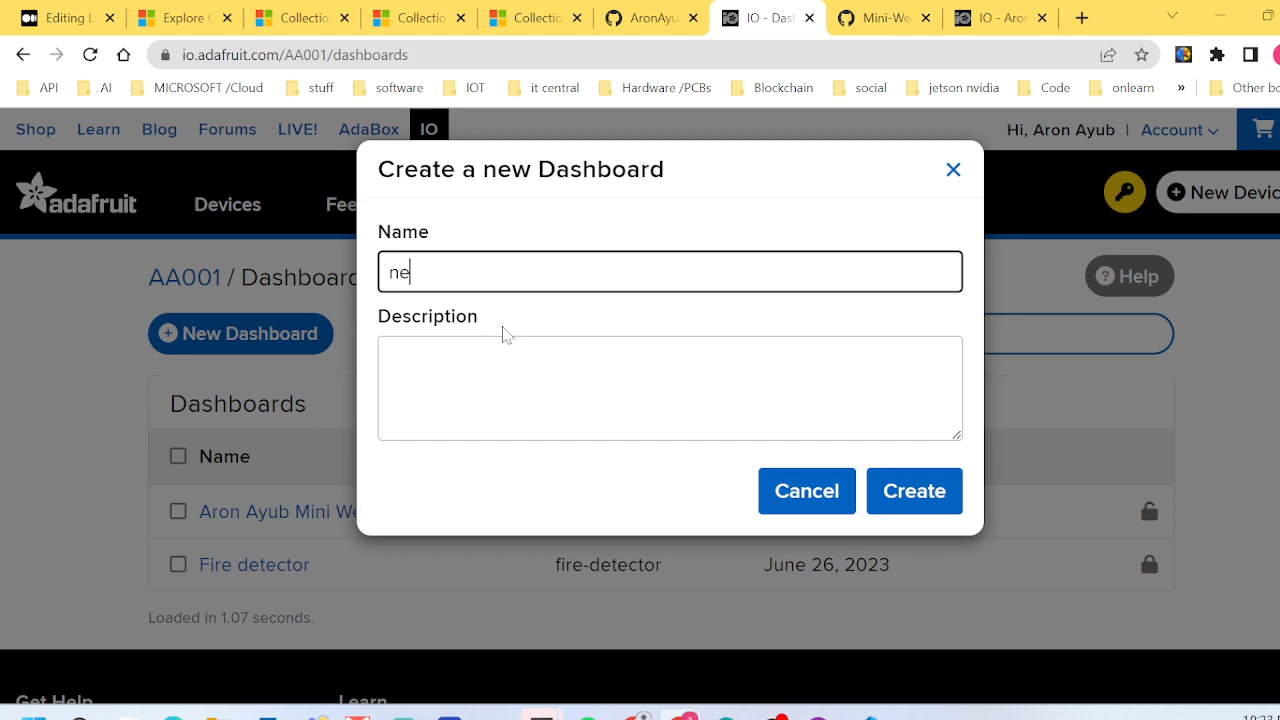 Editing L
Explore C
Collectio
Collectio
Collectio
AronAyu
IO - Das
Mini-We
IO - Aror
io.adafruit.com/AA001/dashboards
API
AI
MICROSOFT /Cloud
stuff
software
IOT
it central
Hardware /PCBs
Blockchain
social
jetson nvidia
Code
onlearn
»
Other bo
Shop Learn Blog Forums LIVE! AdaBox IO
Hi, Aron Ayub | Account
adafruit
Devices
Fee
New Devic
Create a new Dashboard
Name
ne
Description
Cancel
Create
AA001 / Dashboard
Help
New Dashboard
Dashboards
Name
Aron Ayub Mini We
Fire detector fire-detector June 26, 2023
Loaded in 1.07 seconds.
Get Help
Learn